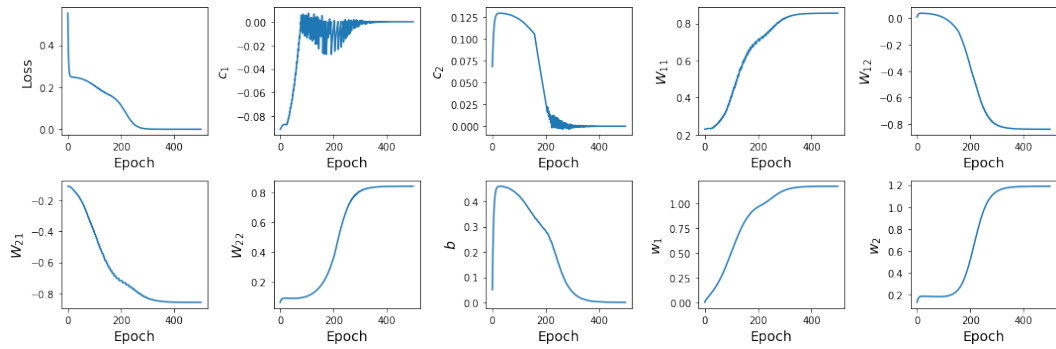 Loss
0.4
0.2
0.0
0 200 400
Epoch
c₁
0.00
−0.02
−0.04
−0.06
−0.08
0 200 400
Epoch
c₂
0.125
0.100
0.075
0.050
0.025
0.000
0 200 400
Epoch
W₁₁
0.8
0.6
0.4
0.2
0 200 400
Epoch
W₁₂
0.0
−0.2
−0.4
−0.6
−0.8
0 200 400
Epoch
W₂₁
−0.2
−0.4
−0.6
−0.8
0 200 400
Epoch
W₂₂
0.8
0.6
0.4
0.2
0 200 400
Epoch
b
0.4
0.3
0.2
0.1
0.0
0 200 400
Epoch
w₁
1.00
0.75
0.50
0.25
0.00
0 200 400
Epoch
w₂
1.2
1.0
0.8
0.6
0.4
0.2
0 200 400
Epoch